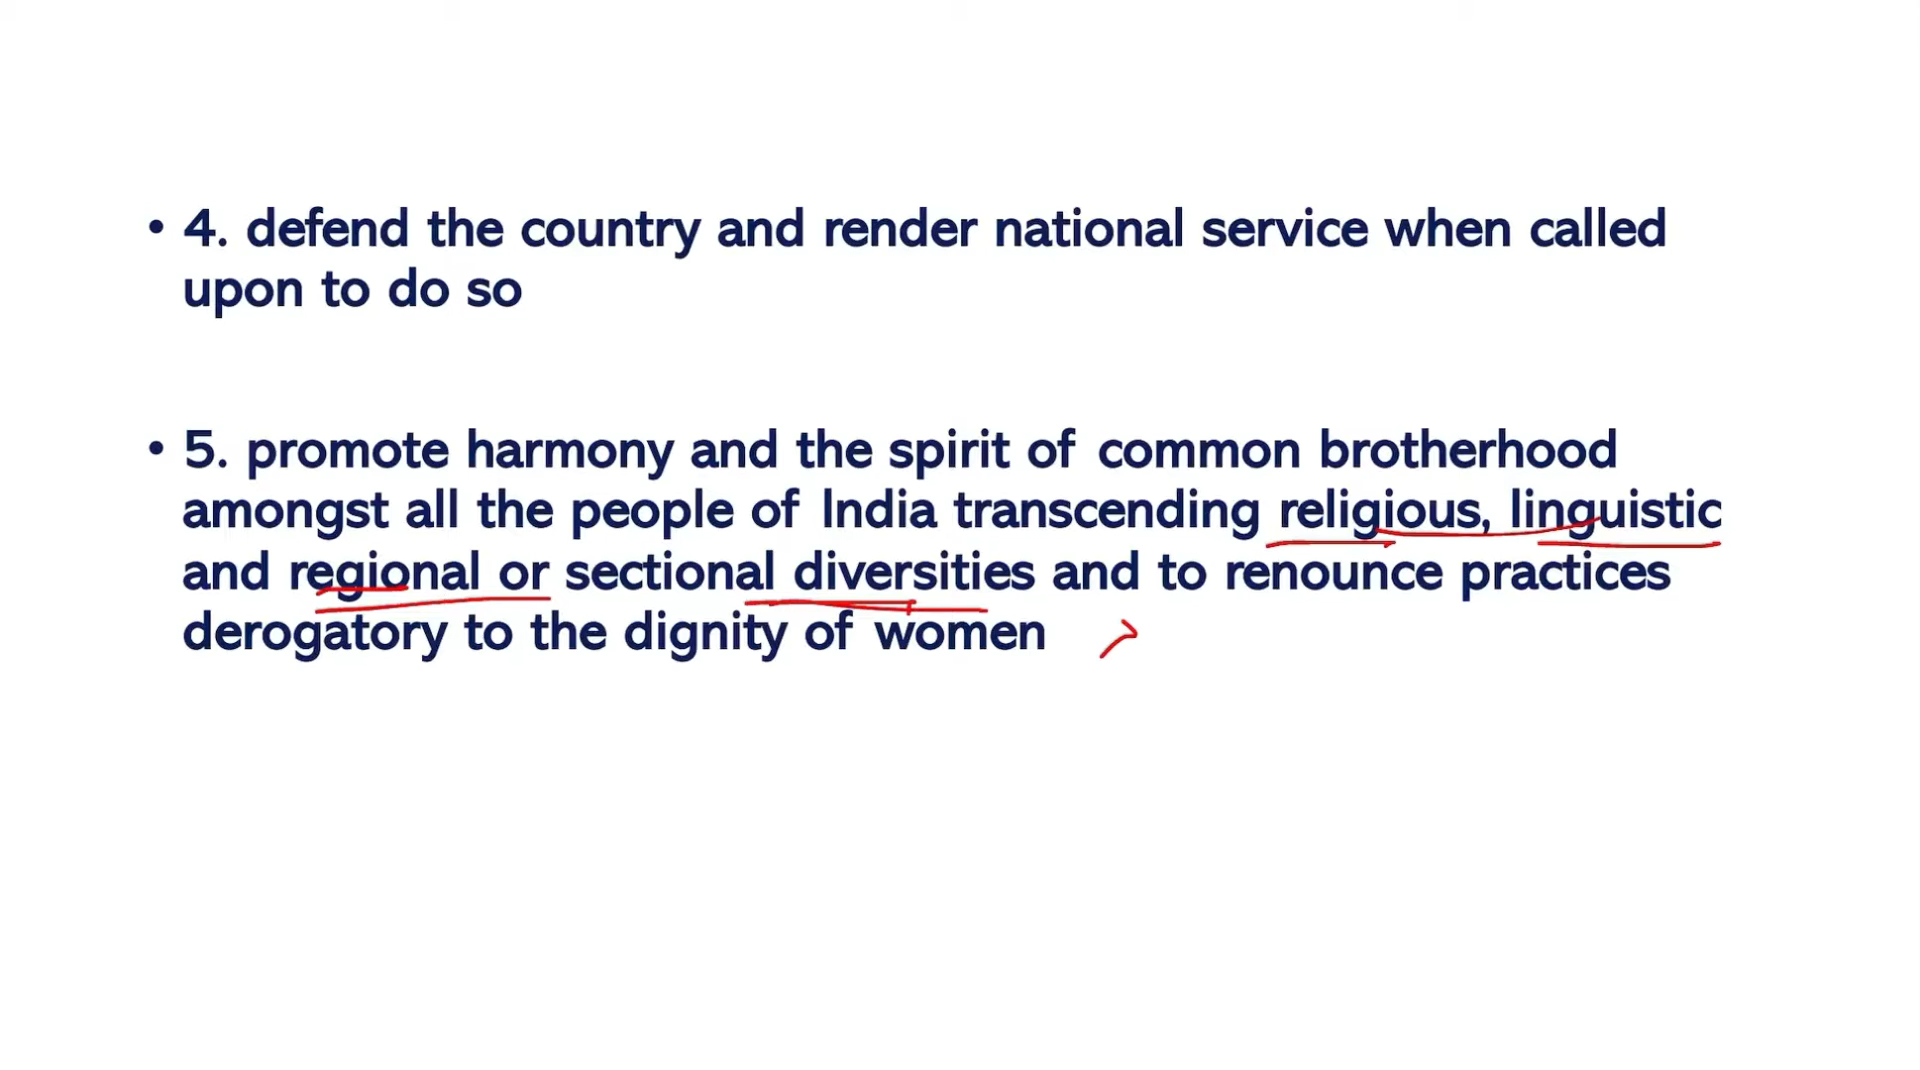 • 4. defend the country and render national service when called
upon to do so
• 5. promote harmony and the spirit of common brotherhood
amongst all the people of India transcending religious, linguistic
and regional or sectional diversities and to renounce practices
derogatory to the dignity of women